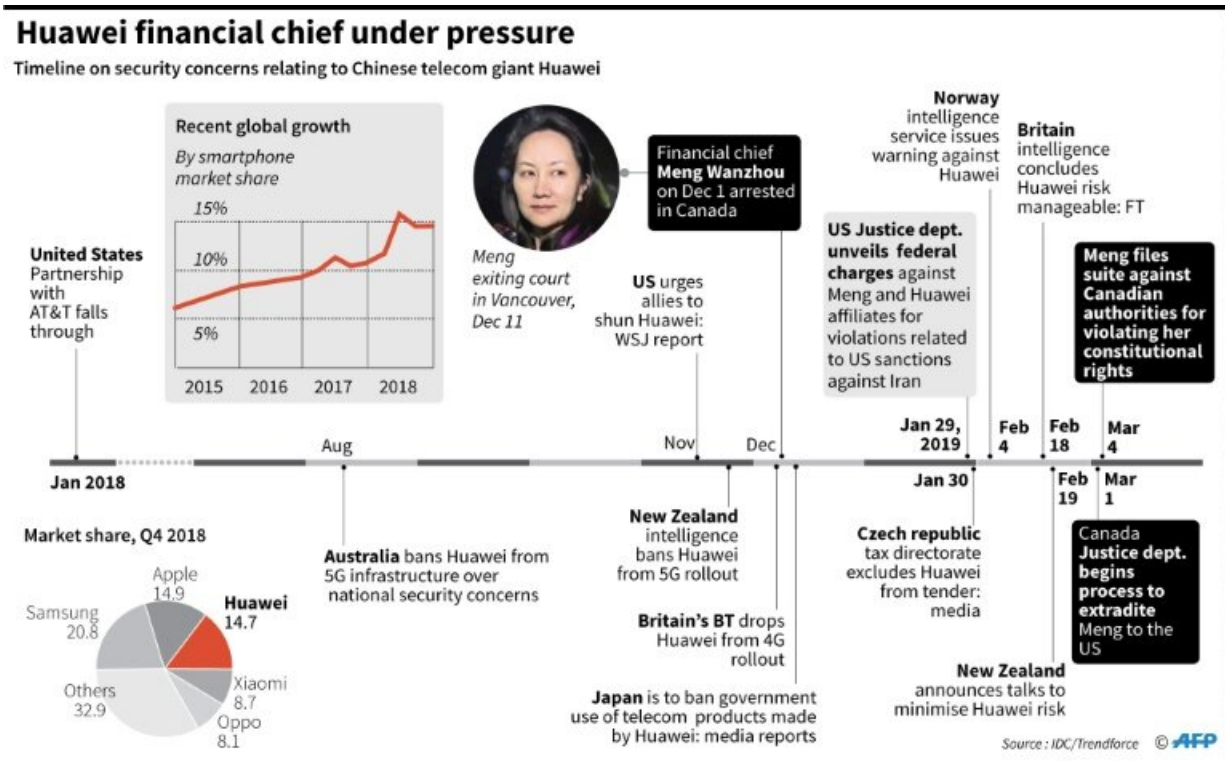 Huawei financial chief under pressure
Timeline on security concerns relating to Chinese telecom giant Huawei
Recent global growth
By smartphone
market share
15%
10%
5%
2015
2016
2017
2018
Meng
exiting court
in Vancouver,
Dec 11
Financial chief
Meng Wanzhou
on Dec 1 arrested
in Canada
United States
Partnership
with
AT&T falls
through
US urges
allies to
shun Huawei:
WSJ report
US Justice dept.
unveils federal
charges against
Meng and Huawei
affiliates for
violations related
to US sanctions
against Iran
Norway
intelligence
service issues
warning against
Huawei
Britain
intelligence
concludes
Huawei risk
manageable: FT
Meng files
suite against
Canadian
authorities for
violating her
constitutional
rights
Jan 2018
Aug
Nov
Dec
Jan 29,
2019
Feb
4
Feb
18
Mar
4
Jan 30
Feb
19
Mar
1
Australia bans Huawei from
5G infrastructure over
national security concerns
New Zealand
intelligence
bans Huawei
from 5G rollout
Britain's BT drops
Huawei from 4G
rollout
Japan is to ban government
use of telecom products made
by Huawei: media reports
Czech republic
tax directorate
excludes Huawei
from tender:
media
New Zealand
announces talks to
minimise Huawei risk
Canada
Justice dept.
begins
process to
extradite
Meng to the
US
Market share, Q4 2018
Apple
14.9
Huawei
14.7
Samsung
20.8
Xiaomi
8.7
Oppo
8.1
Others
32.9
Source : IDC/Trendforce © AFP